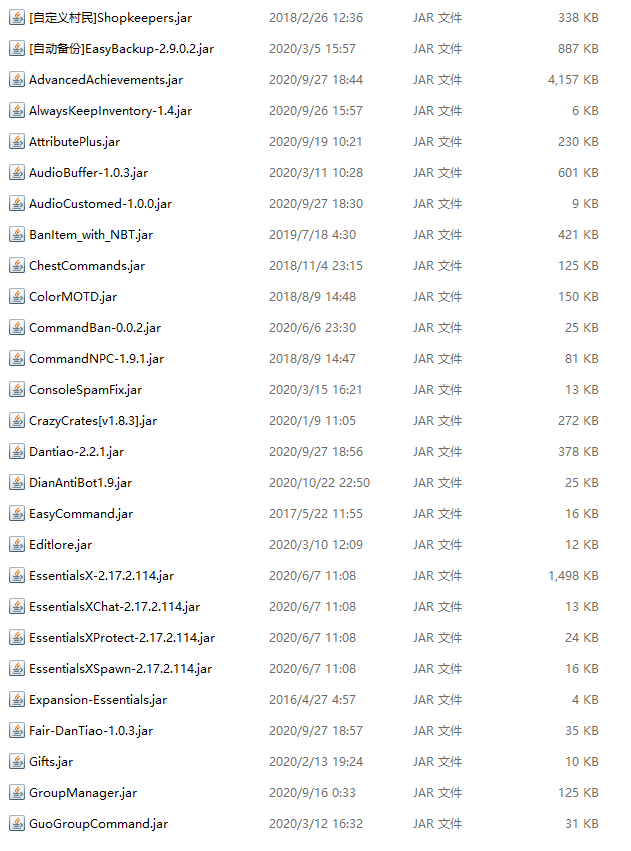 [自定义村民]Shopkeepers.jar 2018/2/26 12:36 JAR 文件 338 KB
[自动备份]EasyBackup-2.9.0.2.jar 2020/3/5 15:57 JAR 文件 887 KB
AdvancedAchievements.jar 2020/9/27 18:44 JAR 文件 4,157 KB
AlwaysKeepInventory-1.4.jar 2020/9/26 15:57 JAR 文件 6 KB
AttributePlus.jar 2020/9/19 10:21 JAR 文件 230 KB
AudioBuffer-1.0.3.jar 2020/3/11 10:28 JAR 文件 601 KB
AudioCustomed-1.0.0.jar 2020/9/27 18:30 JAR 文件 9 KB
BanItem_with_NBT.jar 2019/7/18 4:30 JAR 文件 421 KB
ChestCommands.jar 2018/11/4 23:15 JAR 文件 125 KB
ColorMOTD.jar 2018/8/9 14:48 JAR 文件 150 KB
CommandBan-0.0.2.jar 2020/6/6 23:30 JAR 文件 25 KB
CommandNPC-1.9.1.jar 2018/8/9 14:47 JAR 文件 81 KB
ConsoleSpamFix.jar 2020/3/15 16:21 JAR 文件 13 KB
CrazyCrates[v1.8.3].jar 2020/1/9 11:05 JAR 文件 272 KB
Dantiao-2.2.1.jar 2020/9/27 18:56 JAR 文件 378 KB
DianAntiBot1.9.jar 2020/10/22 22:50 JAR 文件 25 KB
EasyCommand.jar 2017/5/22 11:55 JAR 文件 16 KB
Editlore.jar 2020/3/10 12:09 JAR 文件 12 KB
EssentialsX-2.17.2.114.jar 2020/6/7 11:08 JAR 文件 1,498 KB
EssentialsXChat-2.17.2.114.jar 2020/6/7 11:08 JAR 文件 13 KB
EssentialsXProtect-2.17.2.114.jar 2020/6/7 11:08 JAR 文件 24 KB
EssentialsXSpawn-2.17.2.114.jar 2020/6/7 11:08 JAR 文件 16 KB
Expansion-Essentials.jar 2016/4/27 4:57 JAR 文件 4 KB
Fair-DanTiao-1.0.3.jar 2020/9/27 18:57 JAR 文件 35 KB
Gifts.jar 2020/2/13 19:24 JAR 文件 10 KB
GroupManager.jar 2020/9/16 0:33 JAR 文件 125 KB
GuoGroupCommand.jar 2020/3/12 16:32 JAR 文件 31 KB